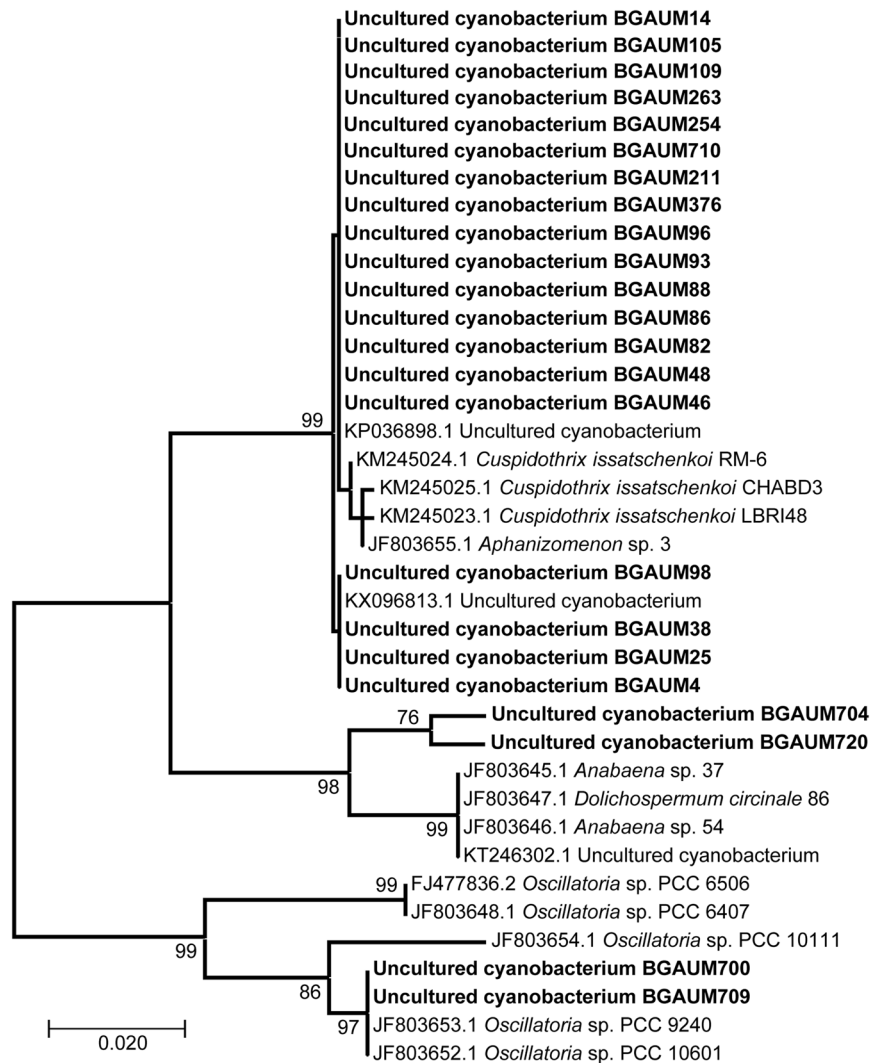 Uncultured cyanobacterium BGAUM14
Uncultured cyanobacterium BGAUM105
Uncultured cyanobacterium BGAUM109
Uncultured cyanobacterium BGAUM263
Uncultured cyanobacterium BGAUM254
Uncultured cyanobacterium BGAUM710
Uncultured cyanobacterium BGAUM211
Uncultured cyanobacterium BGAUM376
Uncultured cyanobacterium BGAUM96
Uncultured cyanobacterium BGAUM93
Uncultured cyanobacterium BGAUM88
Uncultured cyanobacterium BGAUM86
Uncultured cyanobacterium BGAUM82
Uncultured cyanobacterium BGAUM48
Uncultured cyanobacterium BGAUM46
99
KP036898.1 Uncultured cyanobacterium
KM245024.1 Cuspidothrix issatschenkoi RM-6
KM245025.1 Cuspidothrix issatschenkoi CHABD3
KM245023.1 Cuspidothrix issatschenkoi LBRI48
JF803655.1 Aphanizomenon sp. 3
Uncultured cyanobacterium BGAUM98
KX096813.1 Uncultured cyanobacterium
Uncultured cyanobacterium BGAUM38
Uncultured cyanobacterium BGAUM25
Uncultured cyanobacterium BGAUM4
76
Uncultured cyanobacterium BGAUM704
Uncultured cyanobacterium BGAUM720
98
JF803645.1 Anabaena sp. 37
JF803647.1 Dolichospermum circinale 86
99
JF803646.1 Anabaena sp. 54
KT246302.1 Uncultured cyanobacterium
99
FJ477836.2 Oscillatoria sp. PCC 6506
JF803648.1 Oscillatoria sp. PCC 6407
99
JF803654.1 Oscillatoria sp. PCC 10111
86
Uncultured cyanobacterium BGAUM700
Uncultured cyanobacterium BGAUM709
97
JF803653.1 Oscillatoria sp. PCC 9240
JF803652.1 Oscillatoria sp. PCC 10601
0.020